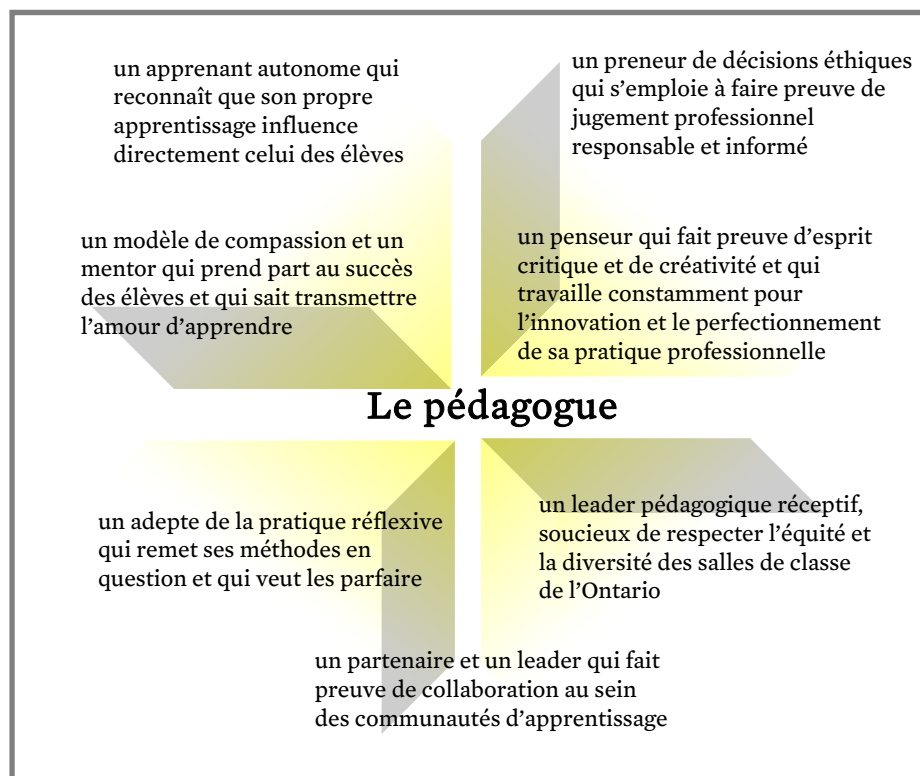 un apprenant autonome qui
reconnaît que son propre
apprentissage influence
directement celui des élèves
un preneur de décisions éthiques
qui s’emploie à faire preuve de
jugement professionnel
responsable et informé
un modèle de compassion et un
mentor qui prend part au succès
des élèves et qui sait transmettre
l’amour d’apprendre
un penseur qui fait preuve d’esprit
critique et de créativité et qui
travaille constamment pour
l’innovation et le perfectionnement
de sa pratique professionnelle
Le pédagogue
un adepte de la pratique réflexive
qui remet ses méthodes en
question et qui veut les parfaire
un leader pédagogique réceptif,
soucieux de respecter l’équité et
la diversité des salles de classe
de l’Ontario
un partenaire et un leader qui fait
preuve de collaboration au sein
des communautés d’apprentissage